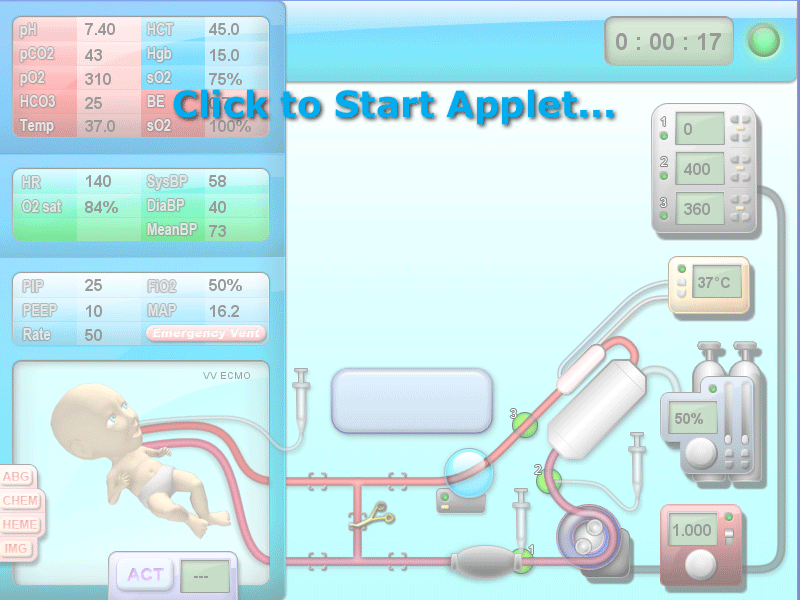 pH 7.40 HCT 45.0
pCO2 43 Hgb 15.0
pO2 310 sO2 75%
HCO3 25 BE
Temp 37.0 sO2 100%
Click to Start Applet...
0 : 00 : 17
HR 140 SysBP 58
O2 sat 84% DiaBP 40
MeanBP 73
PIP 25 FiO2 50%
PEEP 10 MAP 16.2
Rate 50 Emergency Vent
1 0
2 400
3 360
37°C
VV ECMO
50%
3
2
1
1.000
ABG
CHEM
HEME
IMG
ACT ---